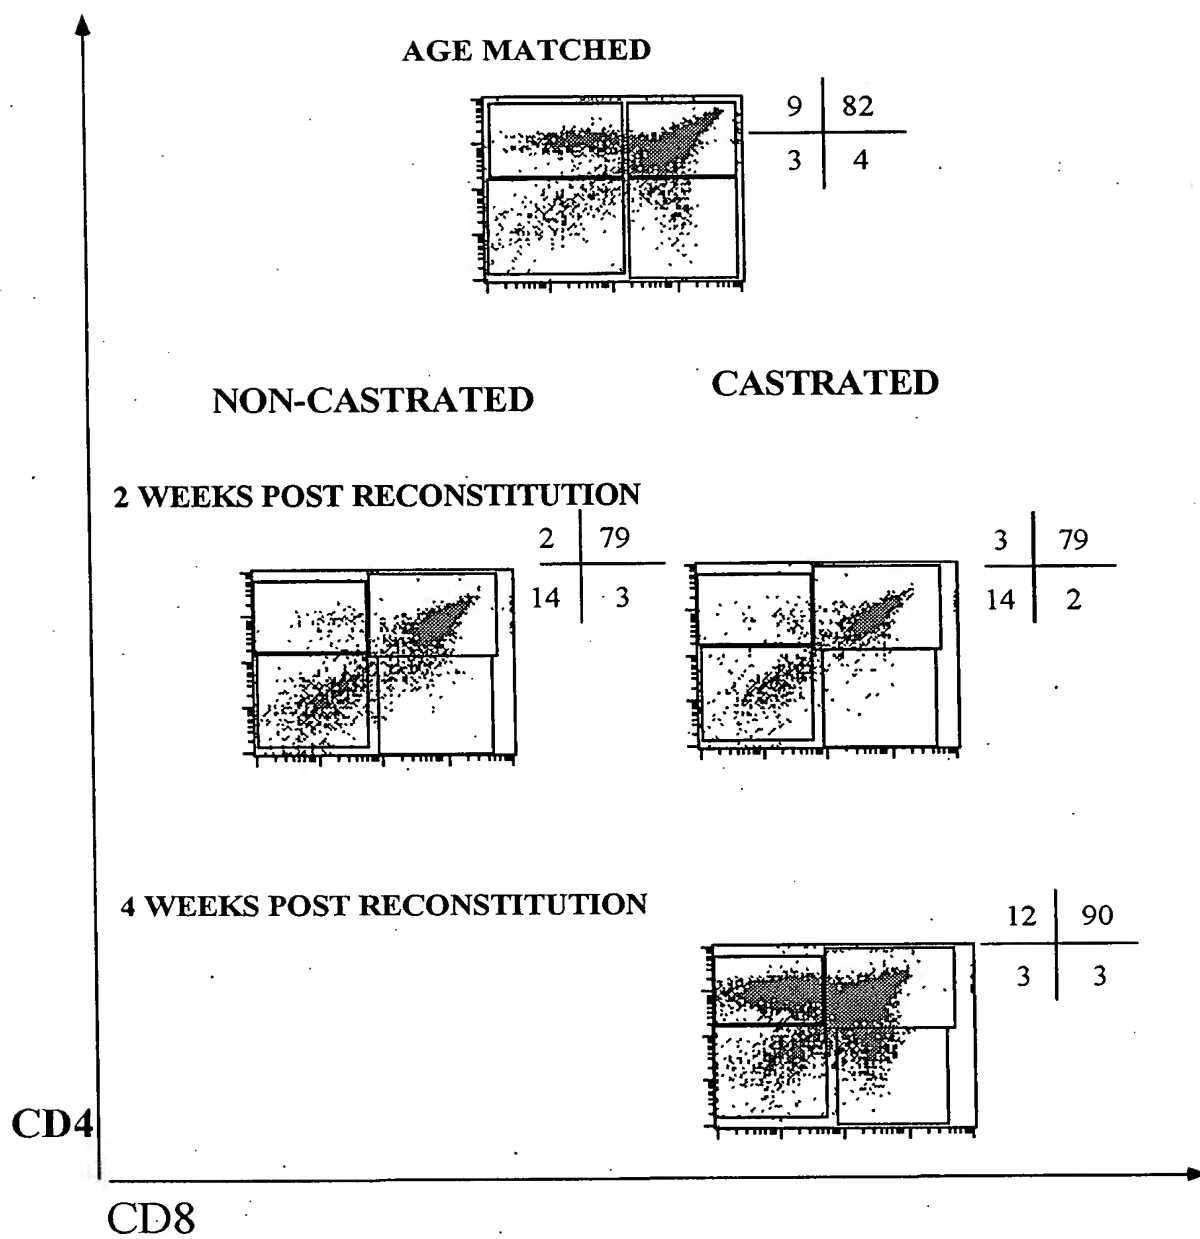 AGE MATCHED
9 82
3 4
NON-CASTRATED
CASTRATED
2 WEEKS POST RECONSTITUTION
2 79
14 3
3 79
14 2
4 WEEKS POST RECONSTITUTION
12 90
3 3
CD4
CD8